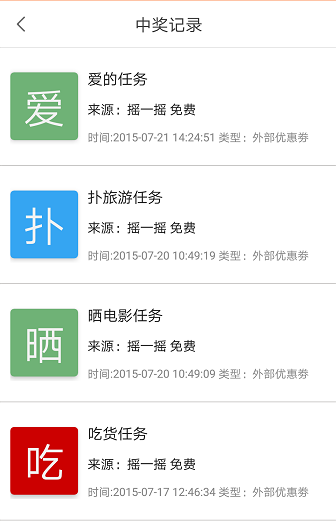 中奖记录
爱
爱的任务
来源：摇一摇 免费
时间:2015-07-21 14:24:51 类型：外部优惠劵
扑
扑旅游任务
来源：摇一摇 免费
时间:2015-07-20 10:49:19 类型：外部优惠劵
晒
晒电影任务
来源：摇一摇 免费
时间:2015-07-20 10:49:09 类型：外部优惠劵
吃
吃货任务
来源：摇一摇 免费
时间:2015-07-17 12:46:34 类型：外部优惠劵